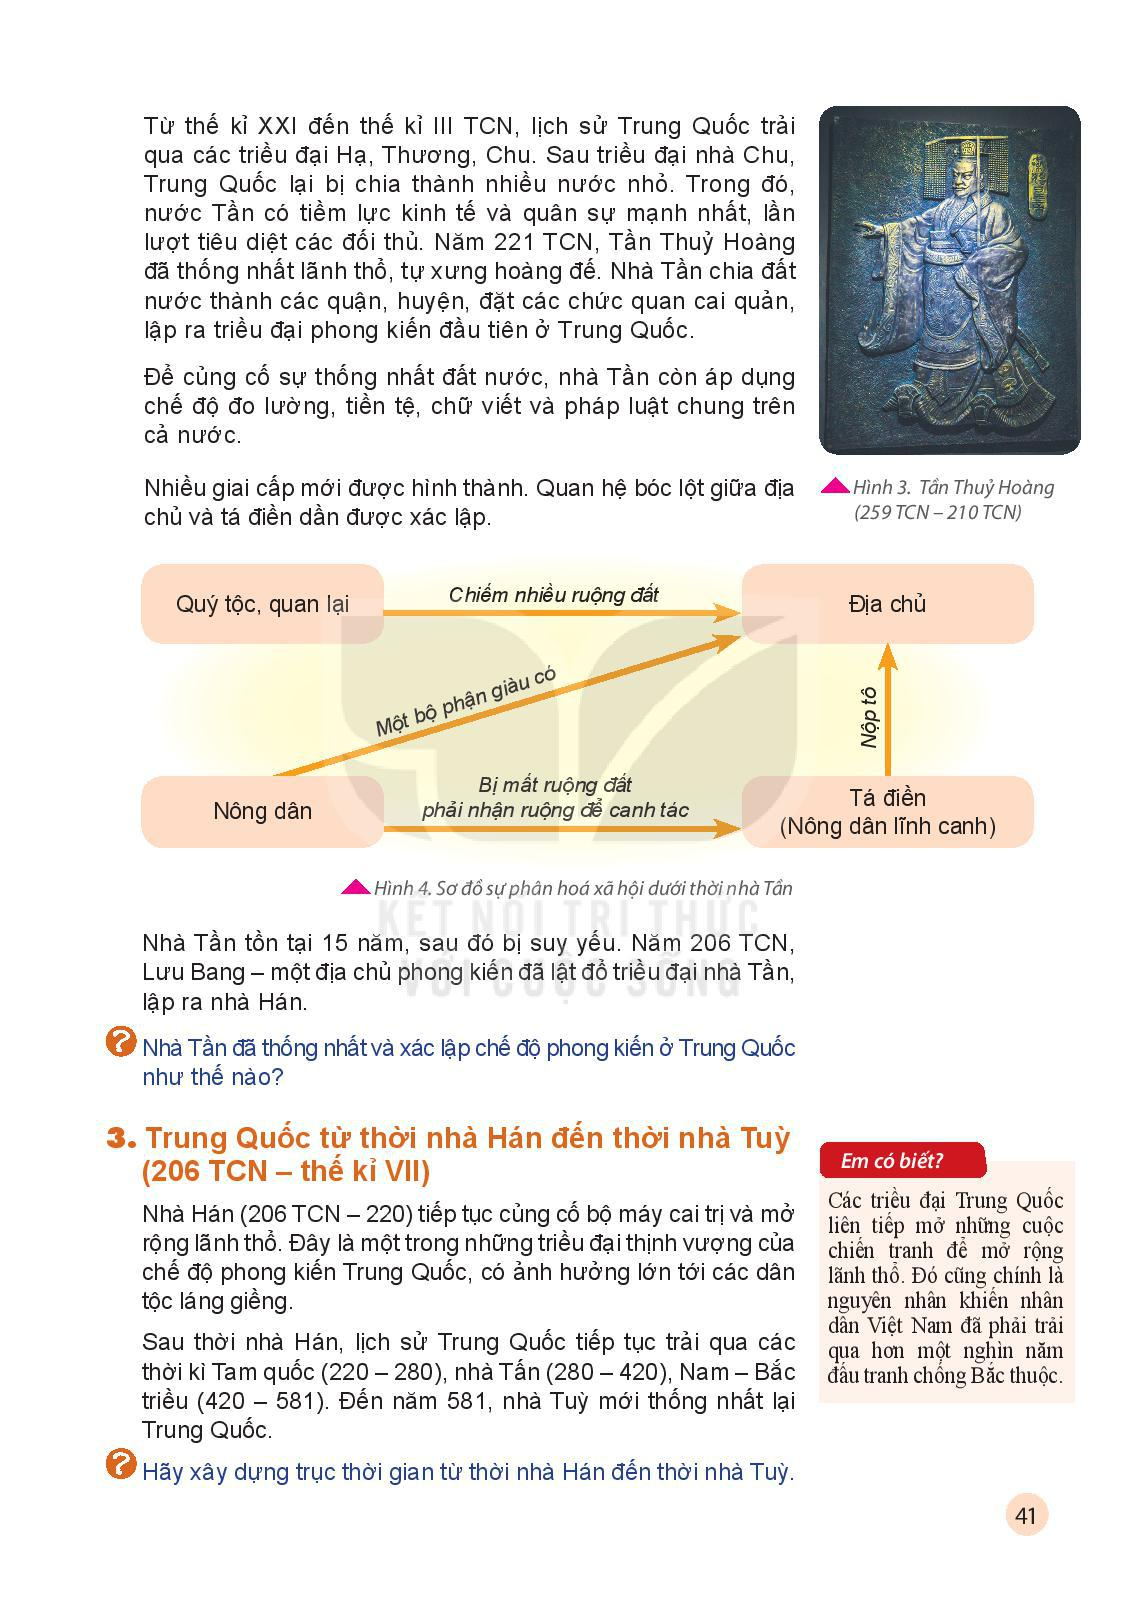 Từ thế kỉ XXI đến thế kỉ III TCN, lịch sử Trung Quốc trải
qua các triều đại Hạ, Thương, Chu. Sau triều đại nhà Chu,
Trung Quốc lại bị chia thành nhiều nước nhỏ. Trong đó,
nước Tần có tiềm lực kinh tế và quân sự mạnh nhất, lần
lượt tiêu diệt các đối thủ. Năm 221 TCN, Tần Thuỷ Hoàng
đã thống nhất lãnh thổ, tự xưng hoàng đế. Nhà Tần chia đất
nước thành các quận, huyện, đặt các chức quan cai quản,
lập ra triều đại phong kiến đầu tiên ở Trung Quốc.
Để củng cố sự thống nhất đất nước, nhà Tần còn áp dụng
chế độ đo lường, tiền tệ, chữ viết và pháp luật chung trên
cả nước.
Nhiều giai cấp mới được hình thành. Quan hệ bóc lột giữa địa
chủ và tá điền dần được xác lập.
Hình 3. Tần Thuỷ Hoàng
(259 TCN – 210 TCN)
Quý tộc, quan lại
Chiếm nhiều ruộng đất
Địa chủ
Một bộ phận giàu có
Nộp tô
Nông dân
Bị mất ruộng đất
phải nhận ruộng để canh tác
Tá điền
(Nông dân lĩnh canh)
Hình 4. Sơ đồ sự phân hoá xã hội dưới thời nhà Tần
KẾT NỐI TRI THỨC
VỚI CUỘC SỐNG
Nhà Tần tồn tại 15 năm, sau đó bị suy yếu. Năm 206 TCN,
Lưu Bang – một địa chủ phong kiến đã lật đổ triều đại nhà Tần,
lập ra nhà Hán.
? Nhà Tần đã thống nhất và xác lập chế độ phong kiến ở Trung Quốc
như thế nào?
3. Trung Quốc từ thời nhà Hán đến thời nhà Tuỳ
(206 TCN – thế kỉ VII)
Nhà Hán (206 TCN – 220) tiếp tục củng cố bộ máy cai trị và mở
rộng lãnh thổ. Đây là một trong những triều đại thịnh vượng của
chế độ phong kiến Trung Quốc, có ảnh hưởng lớn tới các dân
tộc láng giềng.
Sau thời nhà Hán, lịch sử Trung Quốc tiếp tục trải qua các
thời kì Tam quốc (220 – 280), nhà Tấn (280 – 420), Nam – Bắc
triều (420 – 581). Đến năm 581, nhà Tuỳ mới thống nhất lại
Trung Quốc.
? Hãy xây dựng trục thời gian từ thời nhà Hán đến thời nhà Tuỳ.
Em có biết?
Các triều đại Trung Quốc
liên tiếp mở những cuộc
chiến tranh để mở rộng
lãnh thổ. Đó cũng chính là
nguyên nhân khiến nhân
dân Việt Nam đã phải trải
qua hơn một nghìn năm
đấu tranh chống Bắc thuộc.
41